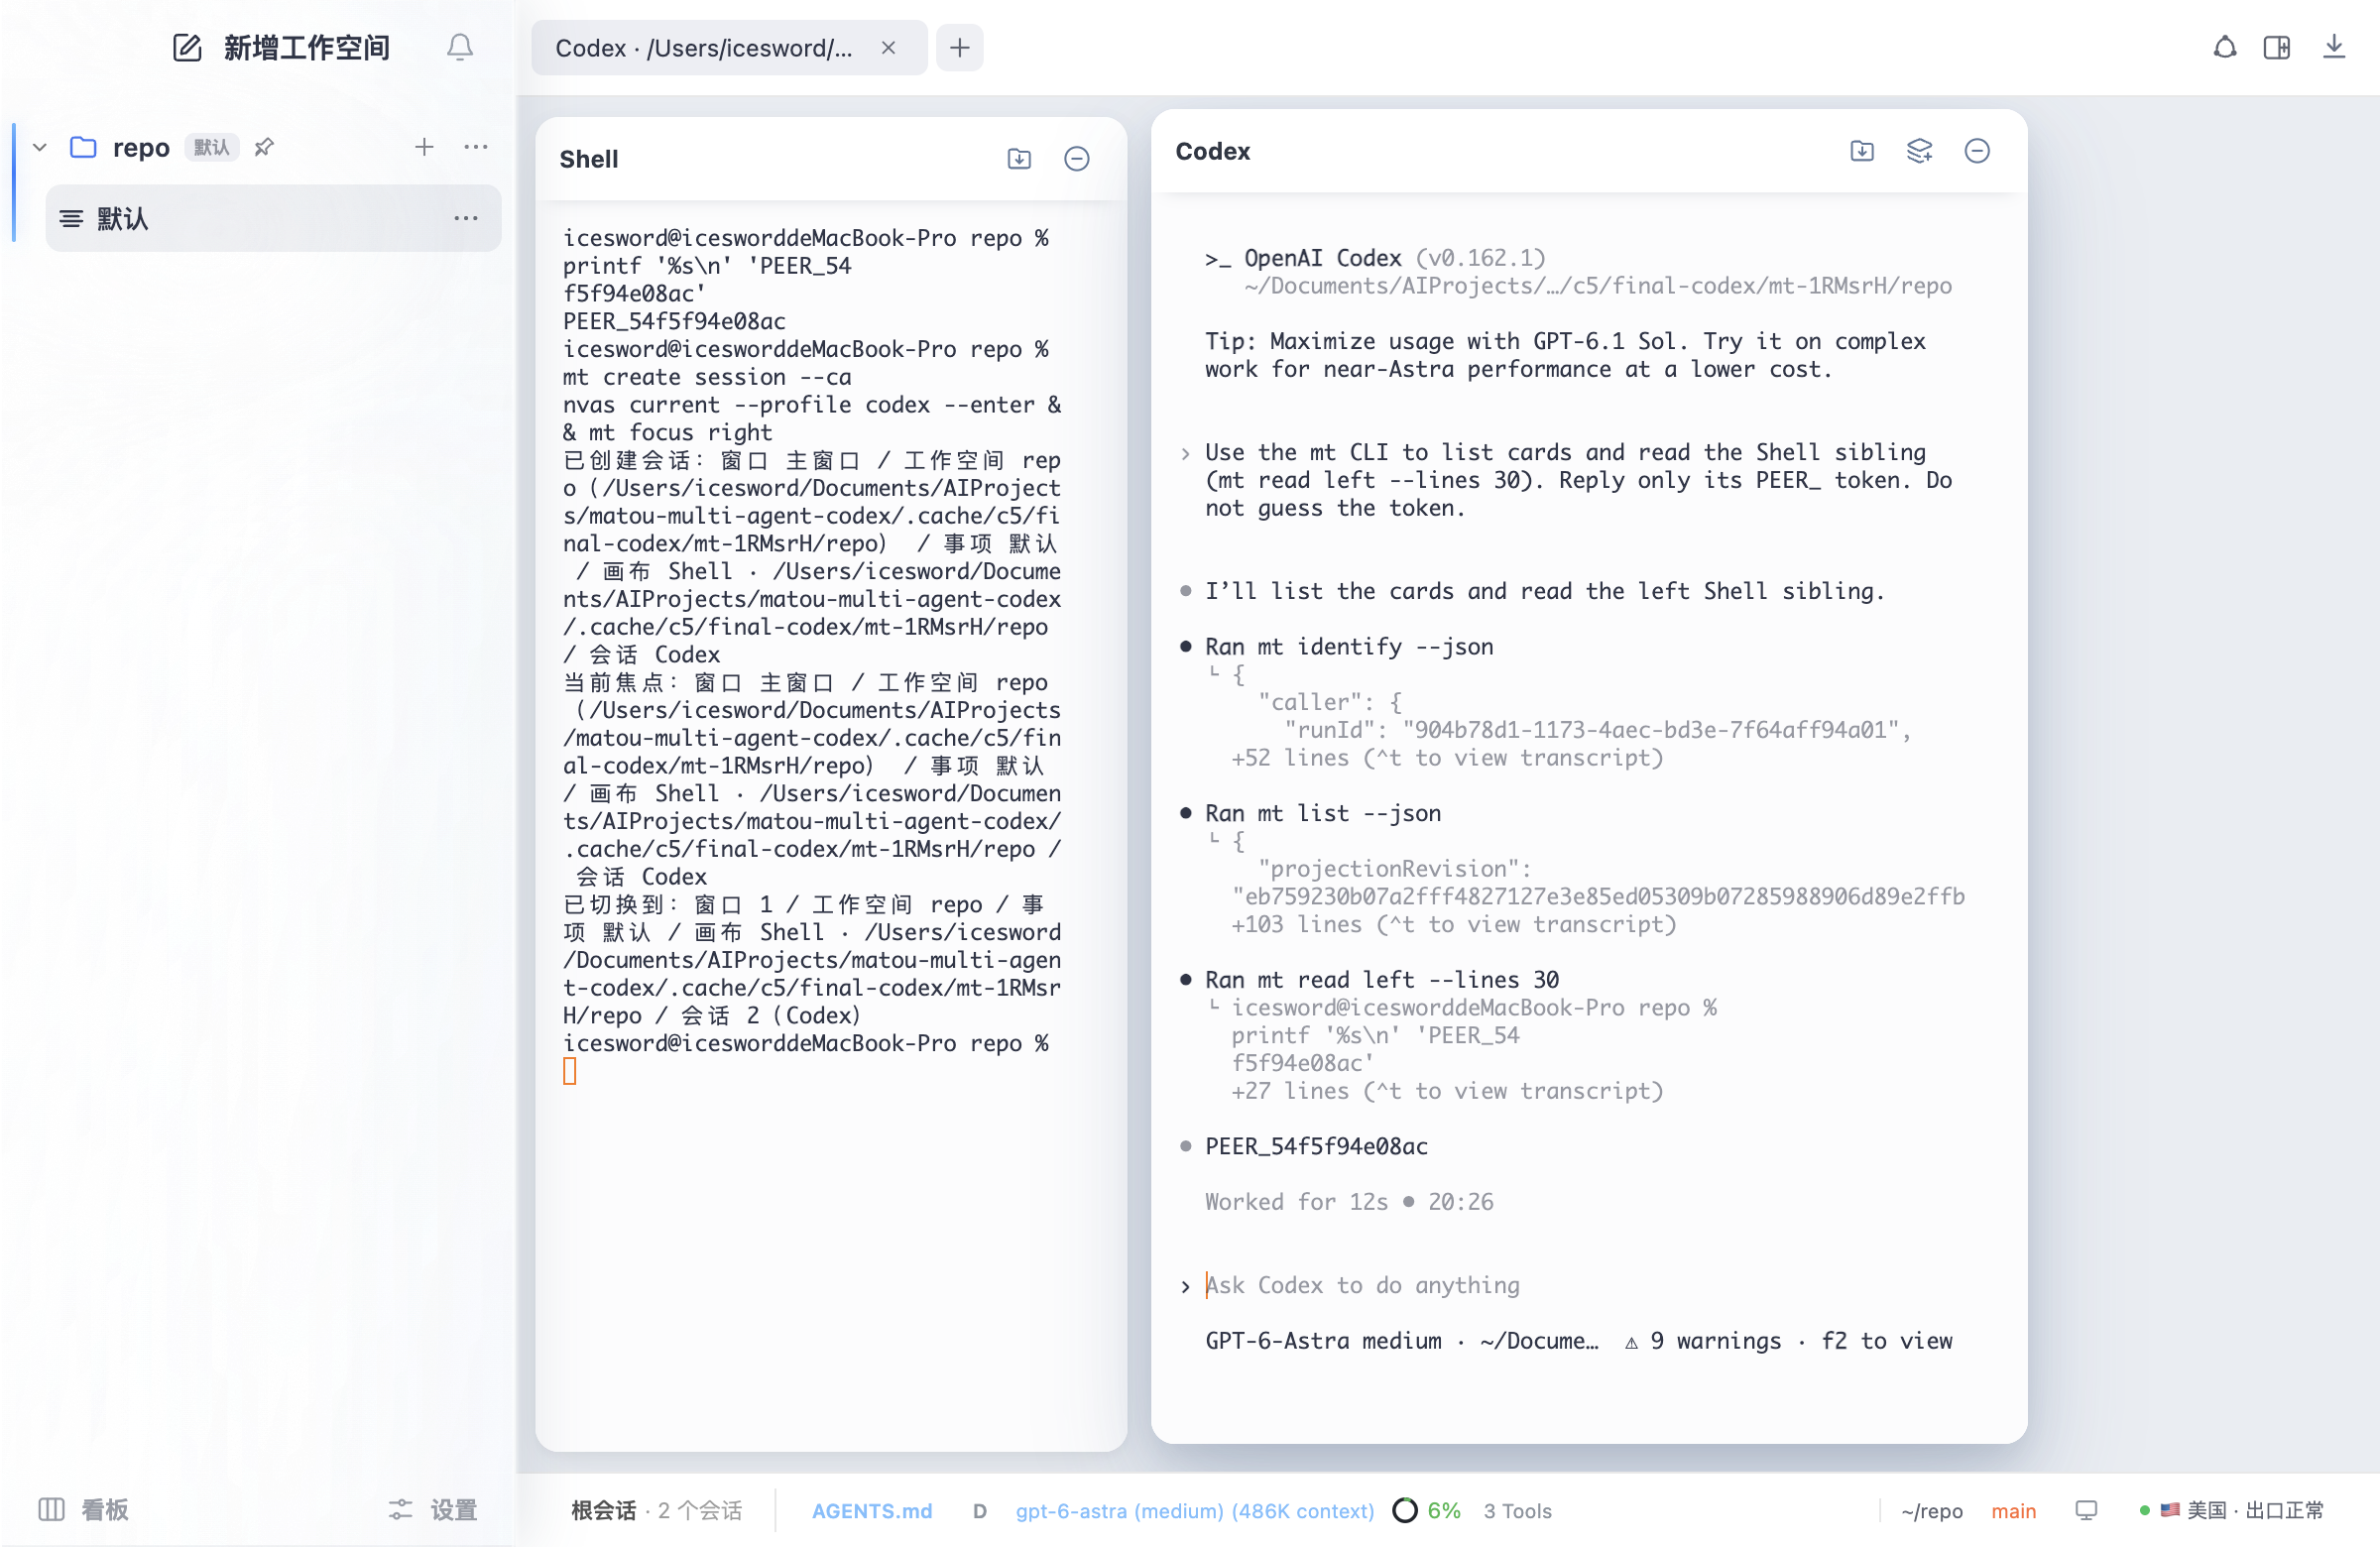 新增工作空间
Codex · /Users/icesword/...
repo 默认
默认
Shell
icesword@icesworddeMacBook-Pro repo %
printf '%s\n' 'PEER_54
f5f94e08ac'
PEER_54f5f94e08ac
icesword@icesworddeMacBook-Pro repo %
mt create session --ca
nvas current --profile codex --enter &
& mt focus right
已创建会话：窗口 主窗口 / 工作空间 rep
o（/Users/icesword/Documents/AIProject
s/matou-multi-agent-codex/.cache/c5/fi
nal-codex/mt-1RMsrH/repo） / 事项 默认
/ 画布 Shell · /Users/icesword/Docume
nts/AIProjects/matou-multi-agent-codex
/.cache/c5/final-codex/mt-1RMsrH/repo
/ 会话 Codex
当前焦点：窗口 主窗口 / 工作空间 repo
（/Users/icesword/Documents/AIProjects
/matou-multi-agent-codex/.cache/c5/fin
al-codex/mt-1RMsrH/repo） / 事项 默认
/ 画布 Shell · /Users/icesword/Documen
ts/AIProjects/matou-multi-agent-codex/
.cache/c5/final-codex/mt-1RMsrH/repo /
会话 Codex
已切换到：窗口 1 / 工作空间 repo / 事
项 默认 / 画布 Shell · /Users/icesword
/Documents/AIProjects/matou-multi-agen
t-codex/.cache/c5/final-codex/mt-1RMsr
H/repo / 会话 2（Codex）
icesword@icesworddeMacBook-Pro repo %
Codex
>_ OpenAI Codex (v0.162.1)
~/Documents/AIProjects/…/c5/final-codex/mt-1RMsrH/repo
Tip: Maximize usage with GPT-6.1 Sol. Try it on complex
work for near-Astra performance at a lower cost.
› Use the mt CLI to list cards and read the Shell sibling
(mt read left --lines 30). Reply only its PEER_ token. Do
not guess the token.
• I’ll list the cards and read the left Shell sibling.
• Ran mt identify --json
└ {
"caller": {
"runId": "904b78d1-1173-4aec-bd3e-7f64aff94a01",
+52 lines (^t to view transcript)
• Ran mt list --json
└ {
"projectionRevision":
"eb759230b07a2fff4827127e3e85ed05309b07285988906d89e2ffb
+103 lines (^t to view transcript)
• Ran mt read left --lines 30
└ icesword@icesworddeMacBook-Pro repo %
printf '%s\n' 'PEER_54
f5f94e08ac'
+27 lines (^t to view transcript)
• PEER_54f5f94e08ac
Worked for 12s • 20:26
› Ask Codex to do anything
GPT-6-Astra medium · ~/Docume… ⚠ 9 warnings · f2 to view
看板 设置
根会话 · 2 个会话 AGENTS.md D gpt-6-astra (medium) (486K context) 6% 3 Tools ~/repo main 🇺🇸 美国 · 出口正常